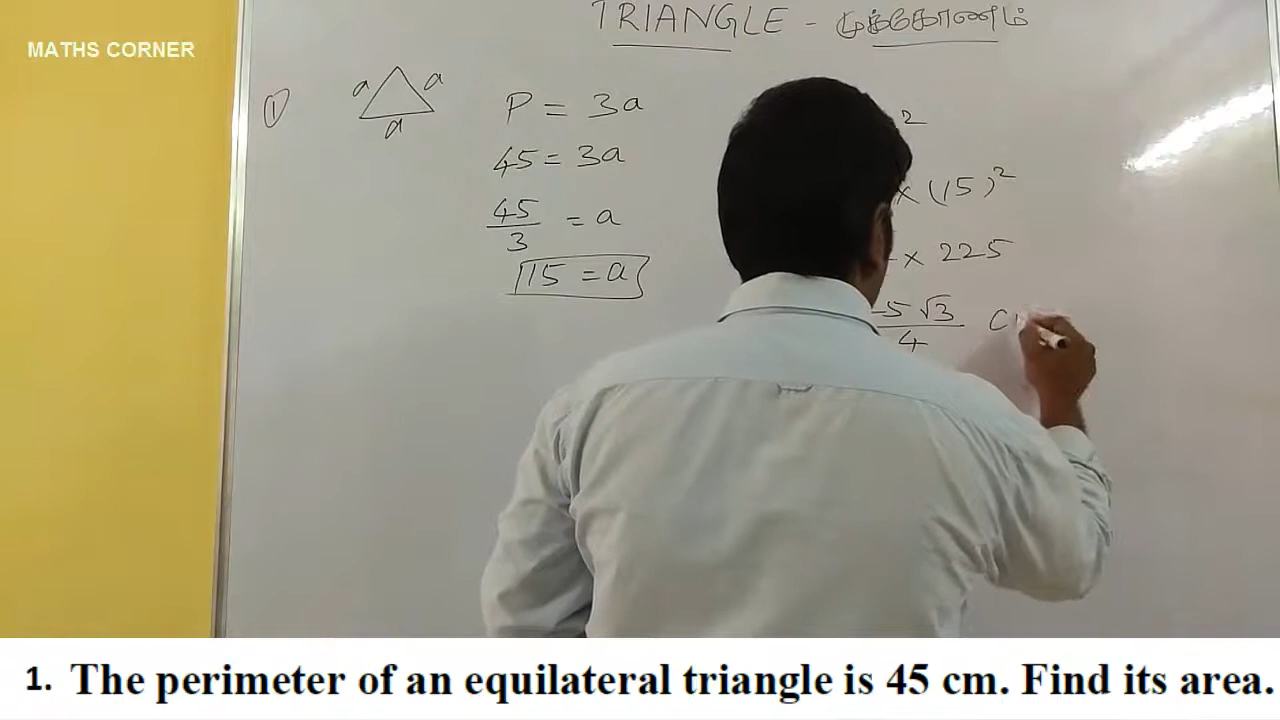 MATHS CORNER
TRIANGLE - முக்கோணம்
①
a a
a
P = 3a
45 = 3a
45/3 = a
15 = a
2
x (15)²
x 225
5√3/4 c
1. The perimeter of an equilateral triangle is 45 cm. Find its area.